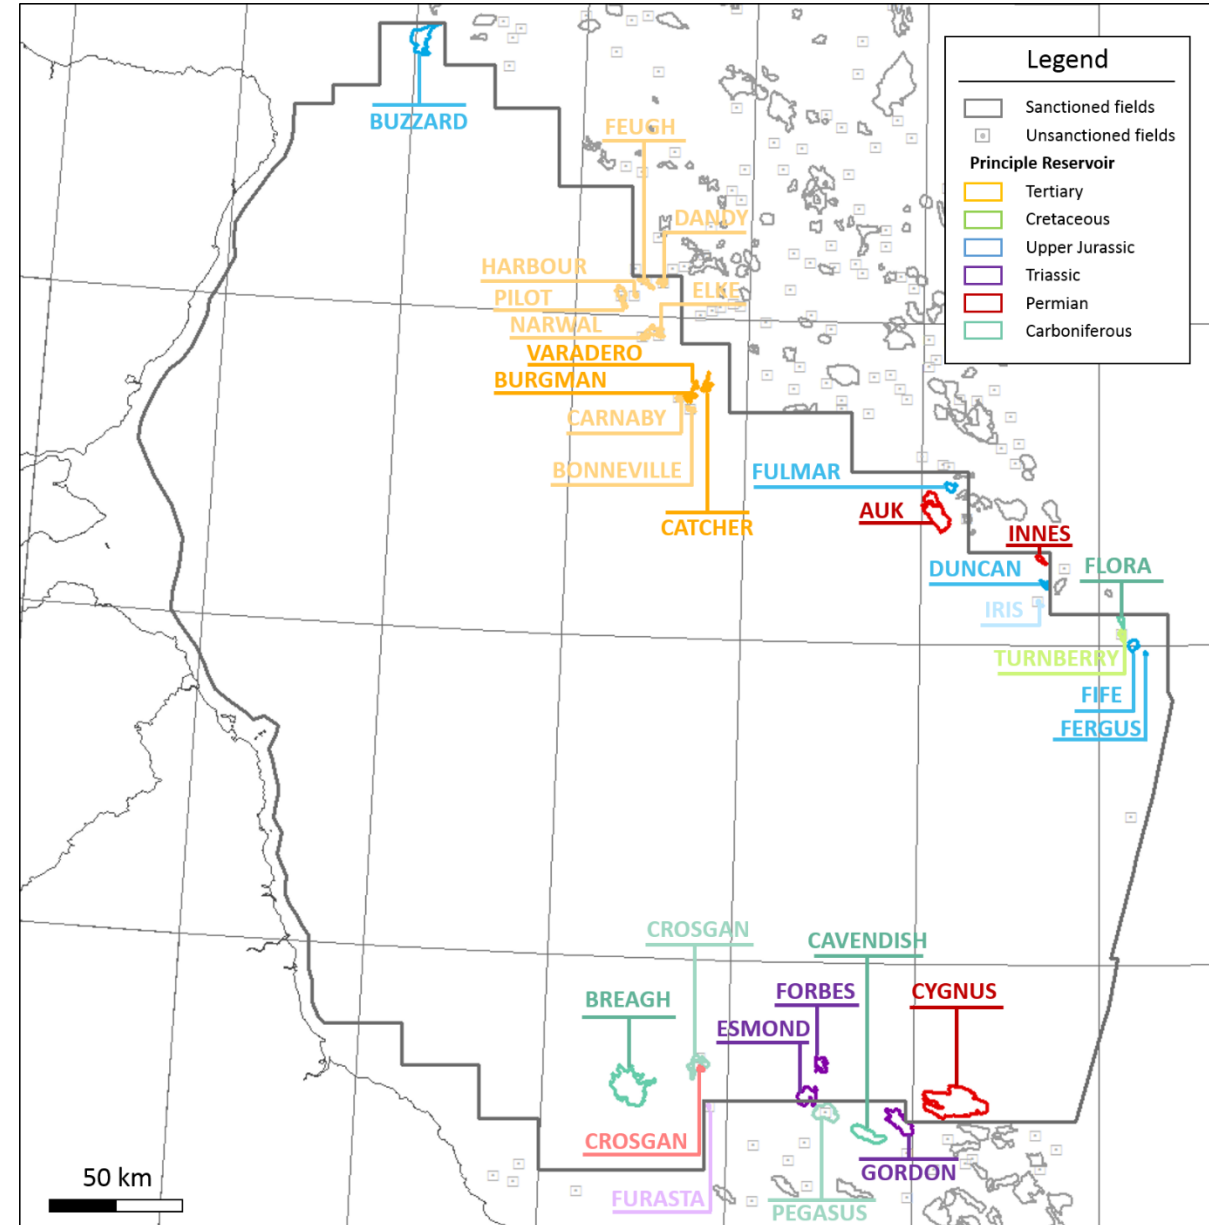 Legend
Sanctioned fields
Unsanctioned fields
Principle Reservoir
Tertiary
Cretaceous
Upper Jurassic
Triassic
Permian
Carboniferous
BUZZARD
FEUGH
DANDY
HARBOUR
PILOT
ELKE
NARWAL
VARADERO
BURGMAN
CARNABY
BONNEVILLE
CATCHER
FULMAR
AUK
INNES
DUNCAN
FLORA
IRIS
TURNBERRY
FIFE
FERGUS
CROSGAN
CAVENDISH
BREAGH
FORBES
CYGNUS
ESMOND
CROSGAN
GORDON
FURASTA
PEGASUS
50 km